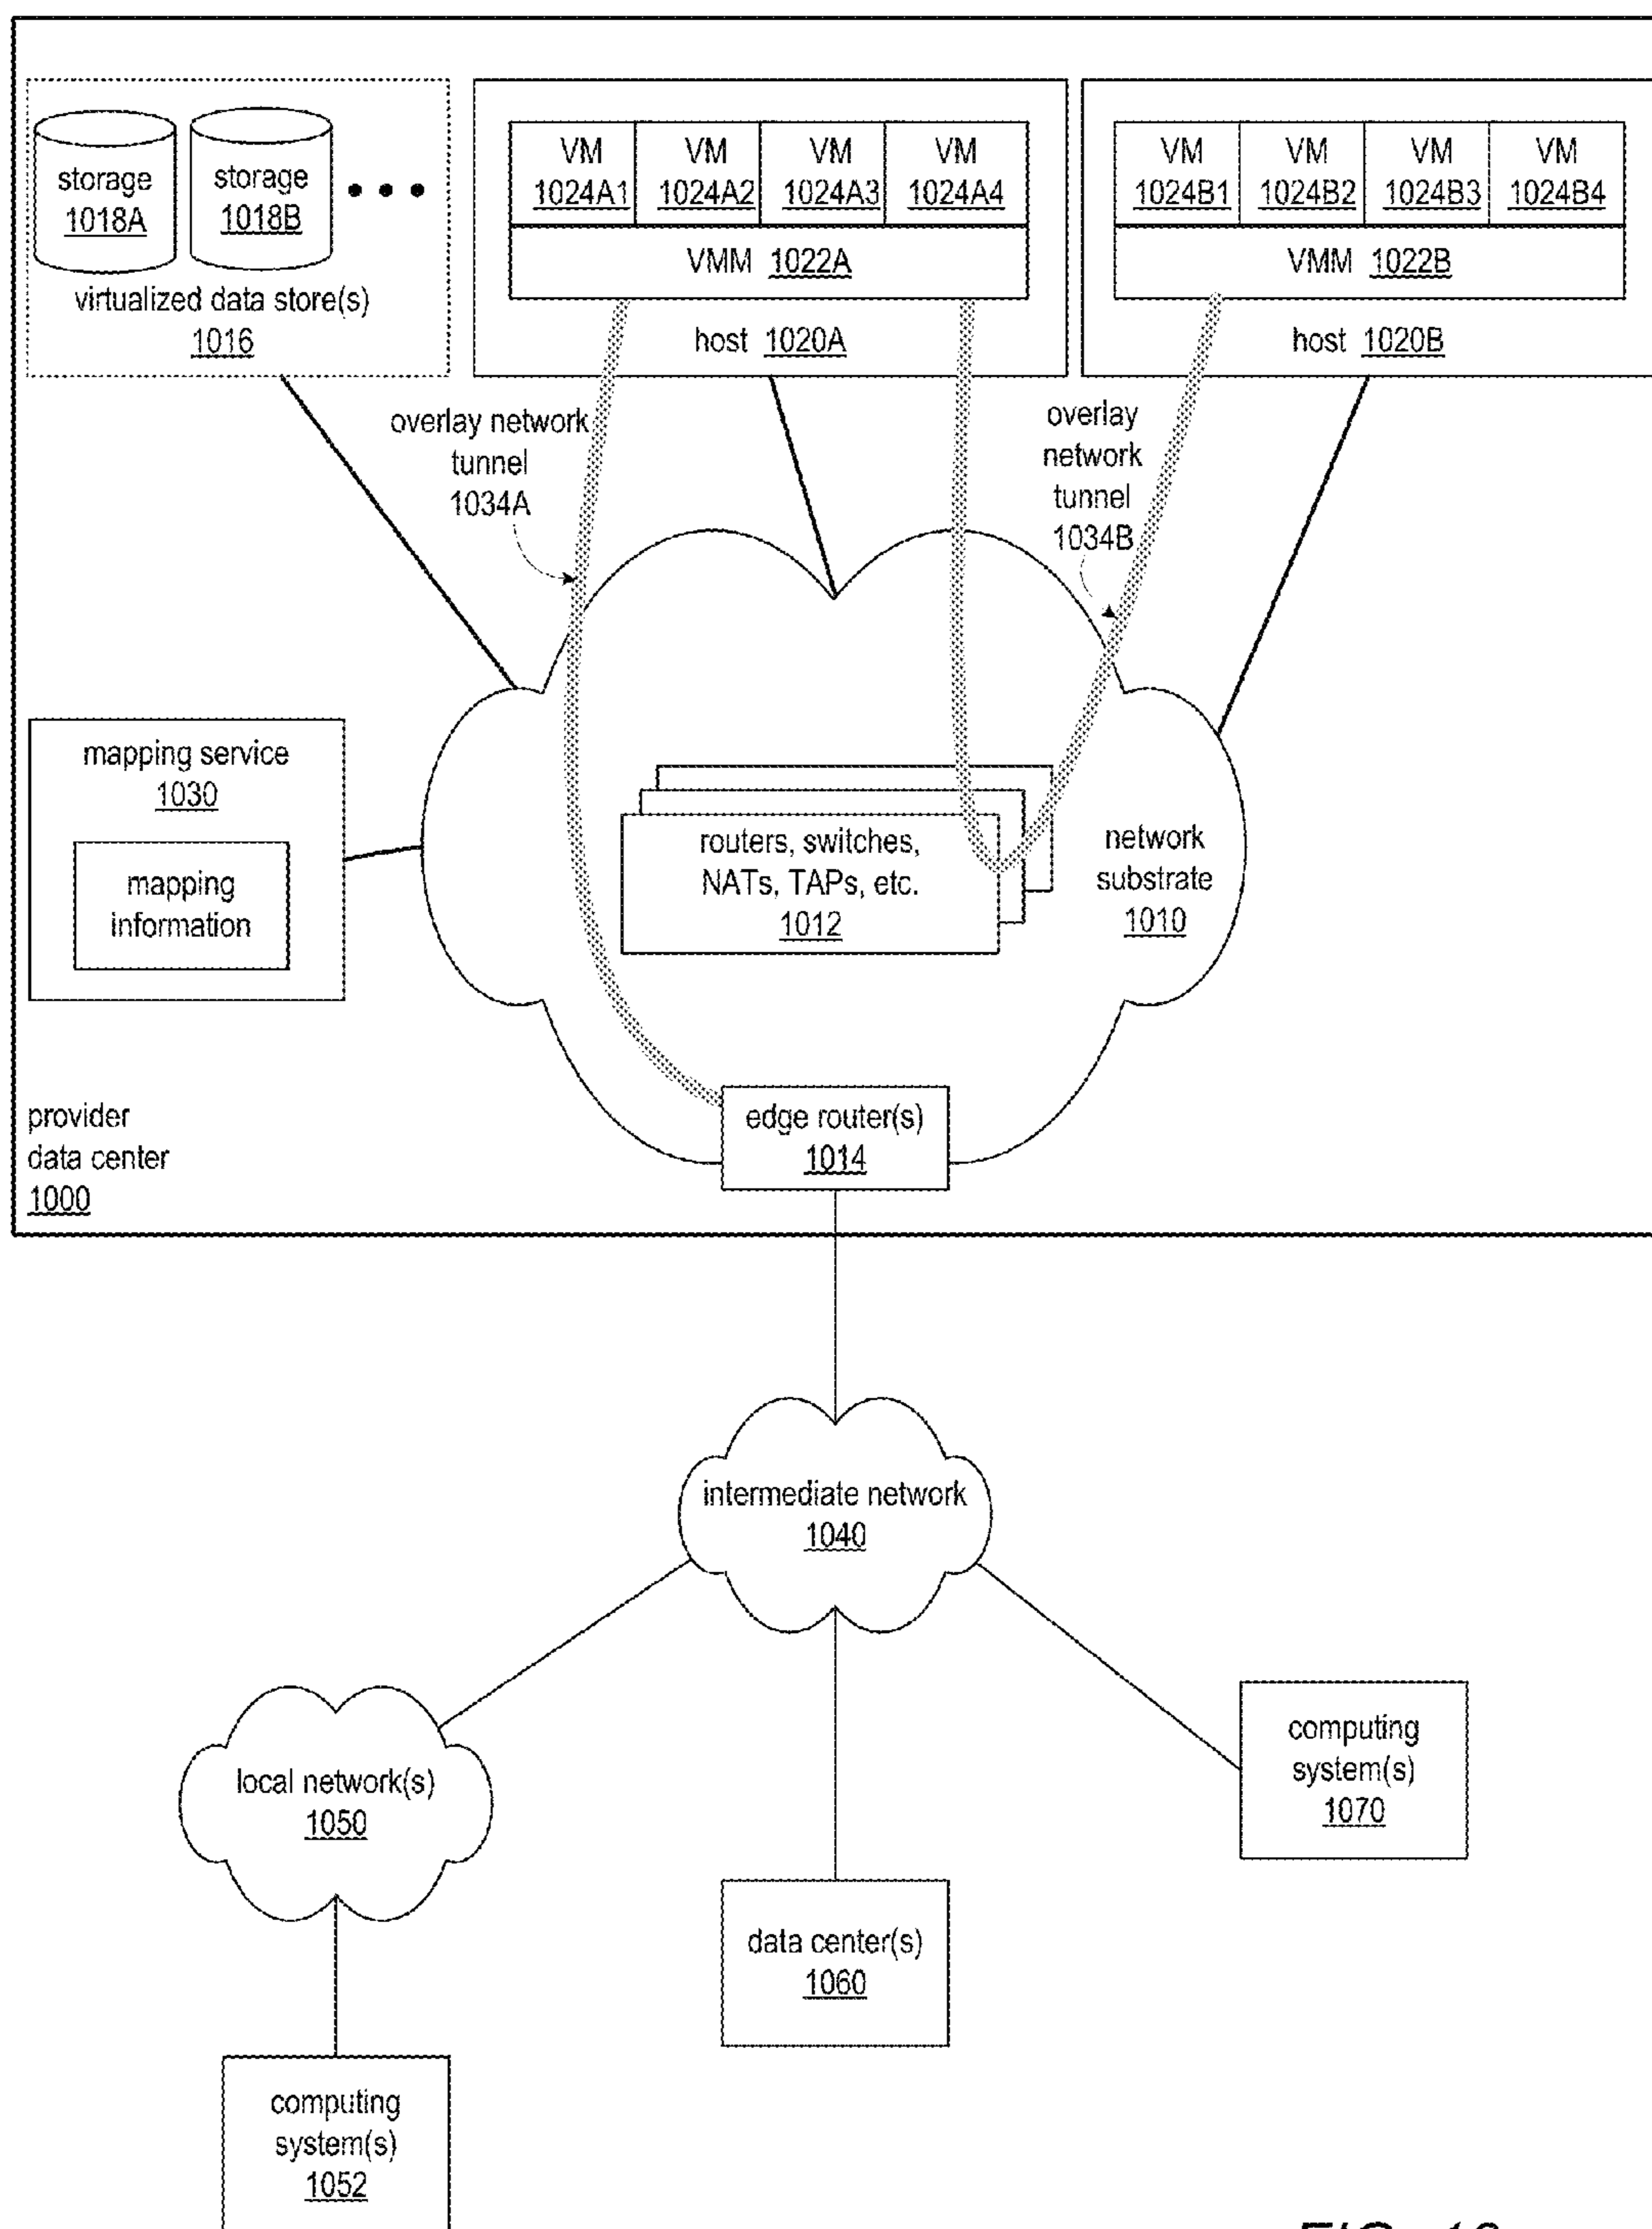 storage
1018A
storage
1018B
virtualized data store(s)
1016
VM
1024A1
VM
1024A2
VM
1024A3
VM
1024A4
VMM 1022A
host 1020A
VM
1024B1
VM
1024B2
VM
1024B3
VM
1024B4
VMM 1022B
host 1020B
overlay network
tunnel
1034A
overlay
network
tunnel
1034B
mapping service
1030
mapping
information
routers, switches,
NATs, TAPs, etc.
1012
network
substrate
1010
edge router(s)
1014
provider
data center
1000
intermediate network
1040
local network(s)
1050
computing
system(s)
1070
data center(s)
1060
computing
system(s)
1052